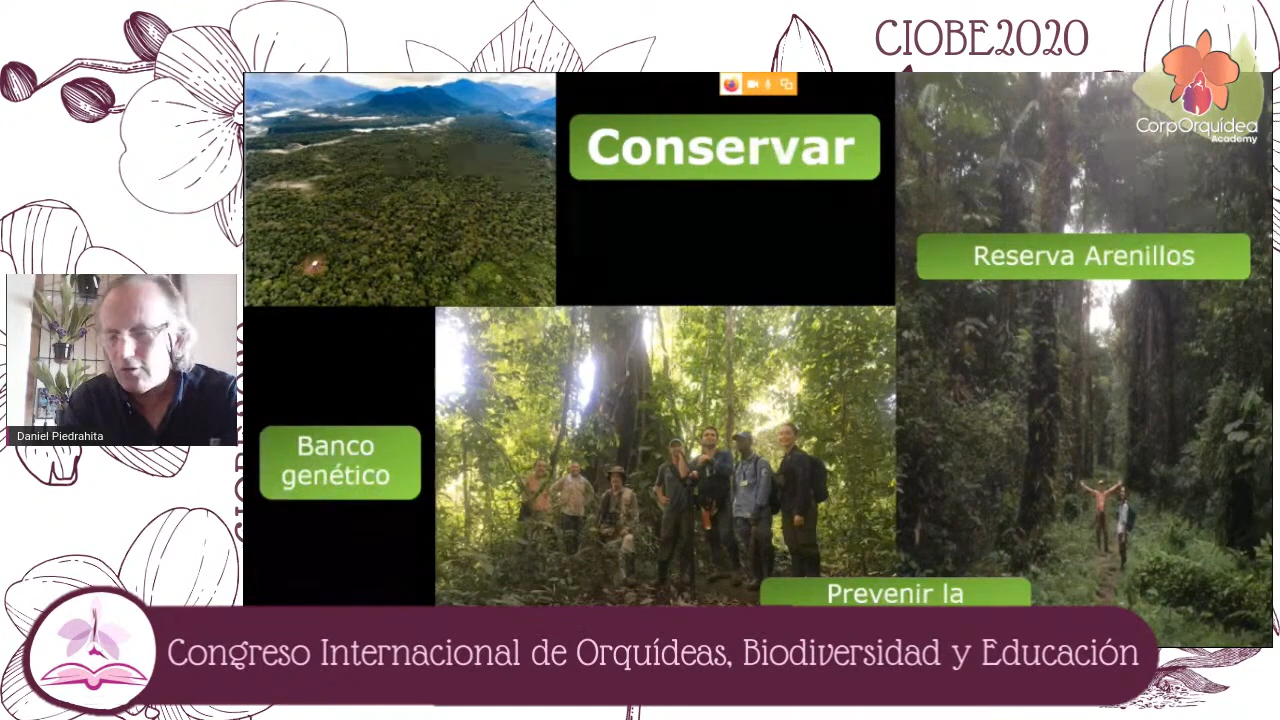 CIOBE2020
CorpOrquídea
Academy
Conservar
Reserva Arenillos
Daniel Piedrahita
Banco
genético
Prevenir la
Congreso Internacional de Orquídeas, Biodiversidad y Educación